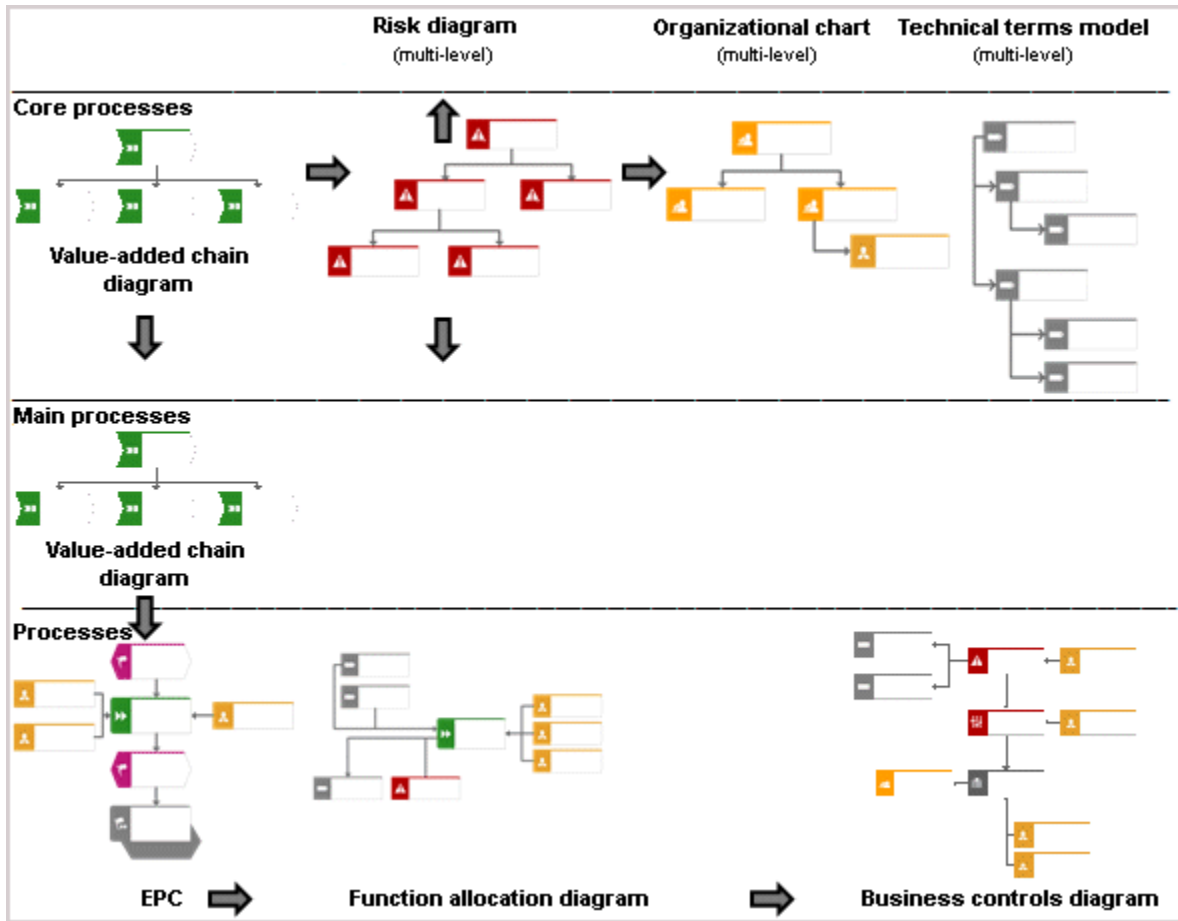 Risk diagram
(multi-level)
Organizational chart
(multi-level)
Technical terms model
(multi-level)
Core processes
Value-added chain
diagram
Main processes
Value-added chain
diagram
Processes
EPC
Function allocation diagram
Business controls diagram